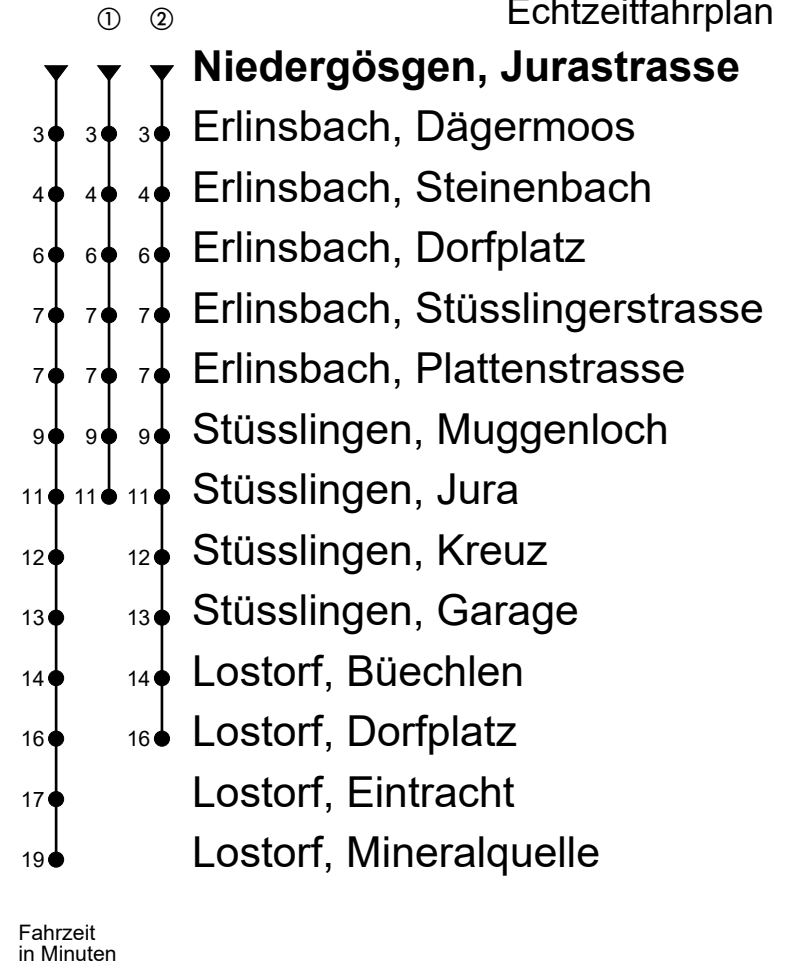 Echtzeitfahrplan
① ②
Niedergösgen, Jurastrasse
3 3 3 Erlinsbach, Dägermoos
4 4 4 Erlinsbach, Steinenbach
6 6 6 Erlinsbach, Dorfplatz
7 7 7 Erlinsbach, Stüsslingerstrasse
7 7 7 Erlinsbach, Plattenstrasse
9 9 9 Stüsslingen, Muggenloch
11 11 11 Stüsslingen, Jura
12 12 Stüsslingen, Kreuz
13 13 Stüsslingen, Garage
14 14 Lostorf, Büechlen
16 16 Lostorf, Dorfplatz
17 Lostorf, Eintracht
19 Lostorf, Mineralquelle
Fahrzeit
in Minuten